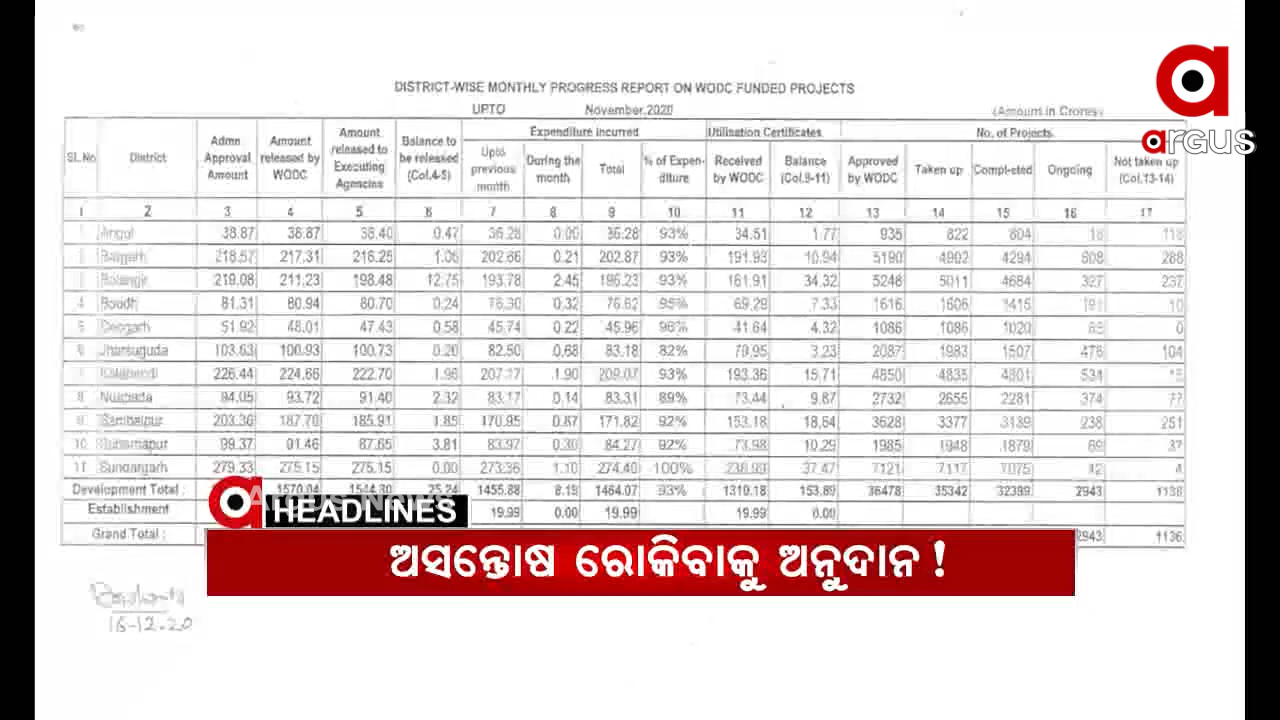 DISTRICT-WISE MONTHLY PROGRESS REPORT ON WODC FUNDED PROJECTS
UPTO November,2020 (Amount in Crores)
argus
Sl.No District Admn Approval Amount Amount released by WODC Amount released to Executing Agencies Balance to be released (Col.4-5) Expenditure incurred Utilisation Certificates No. of Projects
Upto previous month During the month Total % of Expen-diture Received by WODC Balance (Col.9-11) Approved by WODC Taken up Completed Ongoing Not taken up (Col.13-14)
1 2 3 4 5 6 7 8 9 10 11 12 13 14 15 16 17
Angul 38.87 38.87 38.40 0.47 36.28 0.00 36.28 93% 34.51 1.77 935 822 804 18
Bargarh 218.57 217.31 216.25 1.06 202.66 0.21 202.87 93% 191.93 10.94 5190 4902 4294 608 288
Bolangir 219.08 211.23 198.48 12.75 193.78 2.45 196.23 93% 161.91 34.32 5248 5011 4684 327 237
4 Boudh 81.31 80.94 80.70 0.24 76.30 0.32 76.62 95% 69.29 7.33 1616 1606 1415 191 10
5 Deogarh 51.92 48.01 47.43 0.58 45.74 0.22 45.96 96% 41.64 4.32 1086 1086 1020 0
6 Jharsuguda 103.63 100.93 100.73 0.20 82.50 0.68 83.18 82% 79.95 3.23 2087 1983 1507 476 104
7 Kalahandi 226.44 224.66 222.70 1.96 207.17 1.90 209.07 93% 193.36 15.71 4850 4835 534 15
8 Nuapada 94.05 93.72 91.40 2.32 83.17 0.14 83.31 89% 73.44 9.87 2732 2655 2281 374 77
9 Sambalpur 203.36 187.70 185.91 1.85 170.95 0.87 171.82 92% 153.18 18.64 3628 3377 3139 238 251
10 Subarnapur 99.37 91.46 87.65 3.81 83.97 0.30 84.27 92% 73.98 10.29 1985 1948 1879 69 37
11 Sundargarh 279.33 275.15 275.15 0.00 273.36 1.10 274.40 100% 37.47 7121 7117 7075 42 4
Development Total : 1570.04 1544.80 25.24 1455.88 8.19 1464.07 93% 1310.18 153.89 36478 35342 32399 2943 1136
Establishment 19.99 0.00 19.99 19.99 0.00
Grand Total : 2943 1136
HEADLINES
ଅସନ୍ତୋଷ ରୋକିବାକୁ ଅନୁଦାନ!
16-12-20